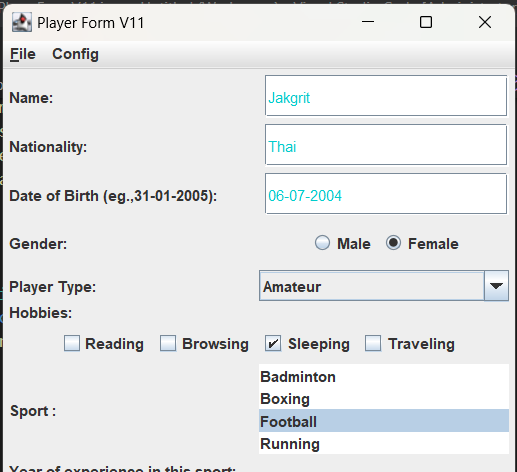 Player Form V11
File Config
Name: Jakgrit
Nationality: Thai
Date of Birth (eg.,31-01-2005): 06-07-2004
Gender: Male Female
Player Type: Amateur
Hobbies:
Reading Browsing Sleeping Traveling
Badminton
Boxing
Sport :
Football
Running
Year of experience in this sport: